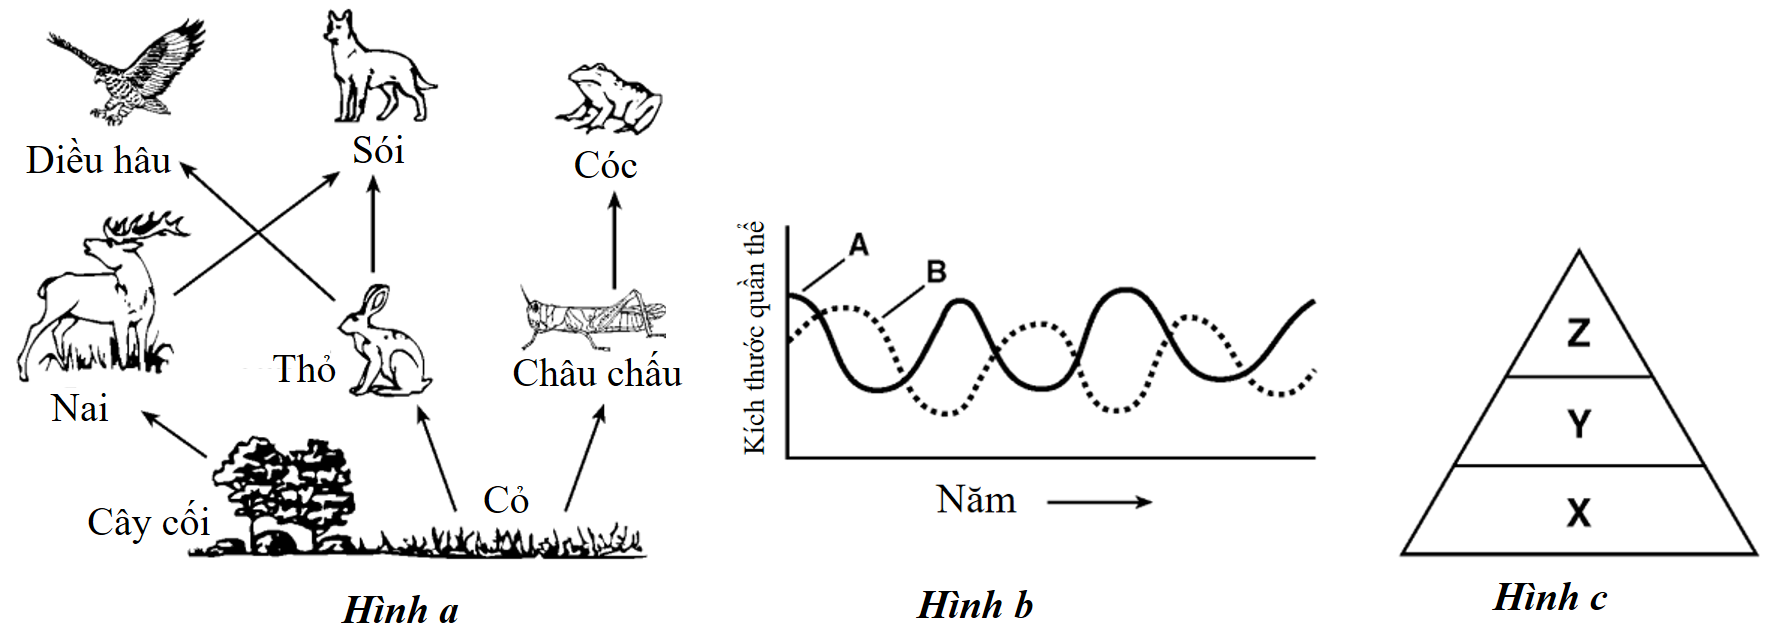 Diều hâu
Sói
Cóc
Nai
Thỏ
Châu chấu
Cây cối
Cỏ
Hình a
Kích thước quần thể
A
B
Năm
Hình b
Z
Y
X
Hình c